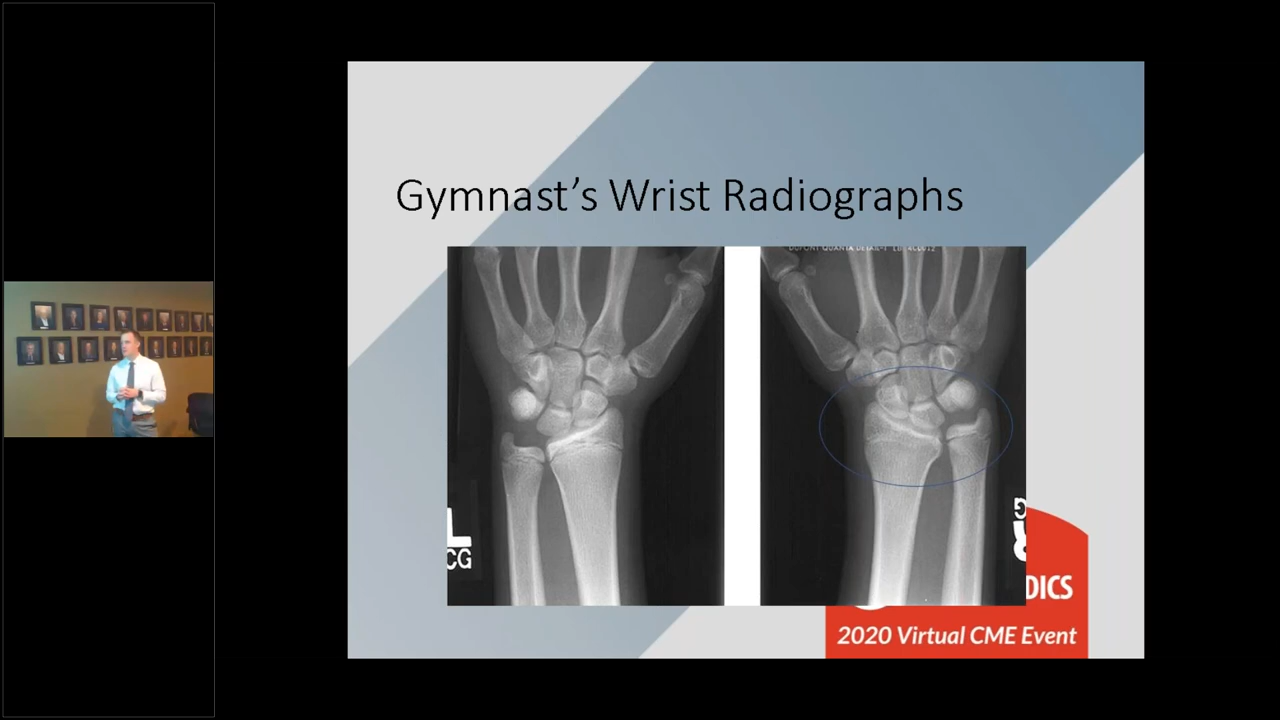 Gymnast’s Wrist Radiographs
L
CG
DICS
2020 Virtual CME Event